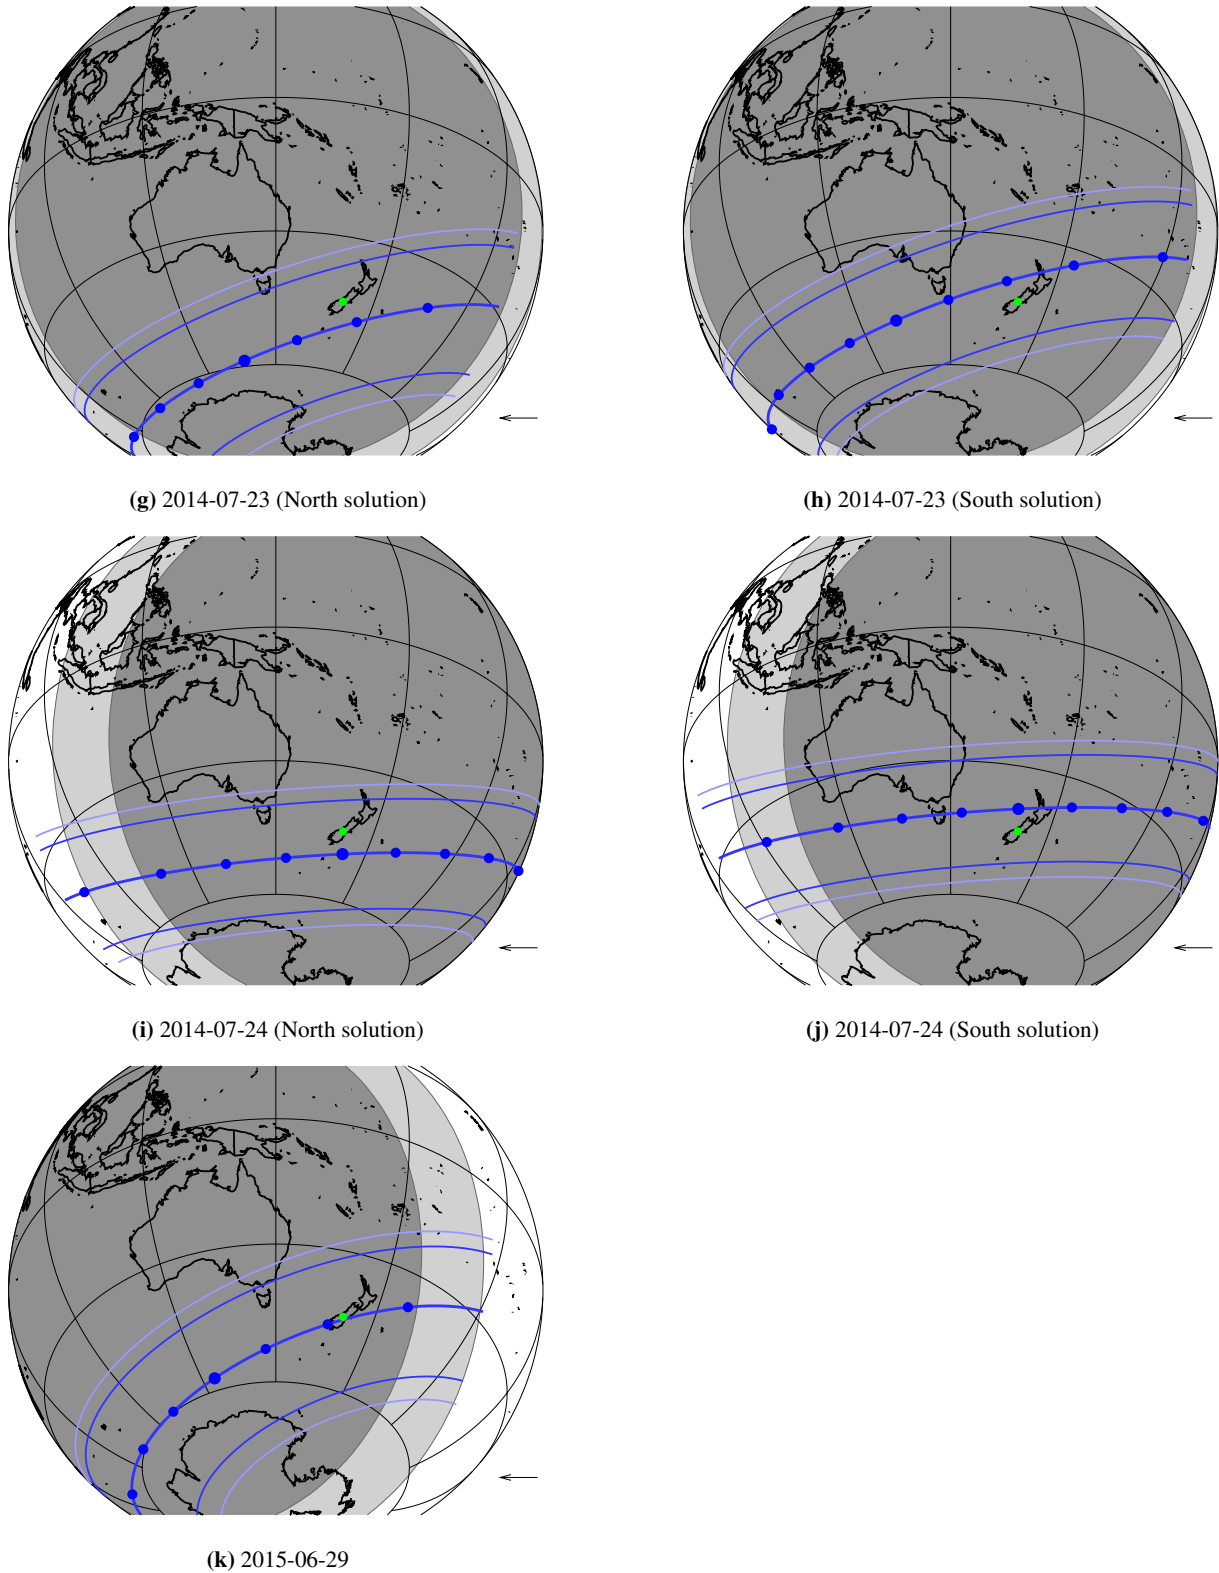 (g) 2014-07-23 (North solution)
(h) 2014-07-23 (South solution)
(i) 2014-07-24 (North solution)
(j) 2014-07-24 (South solution)
(k) 2015-06-29